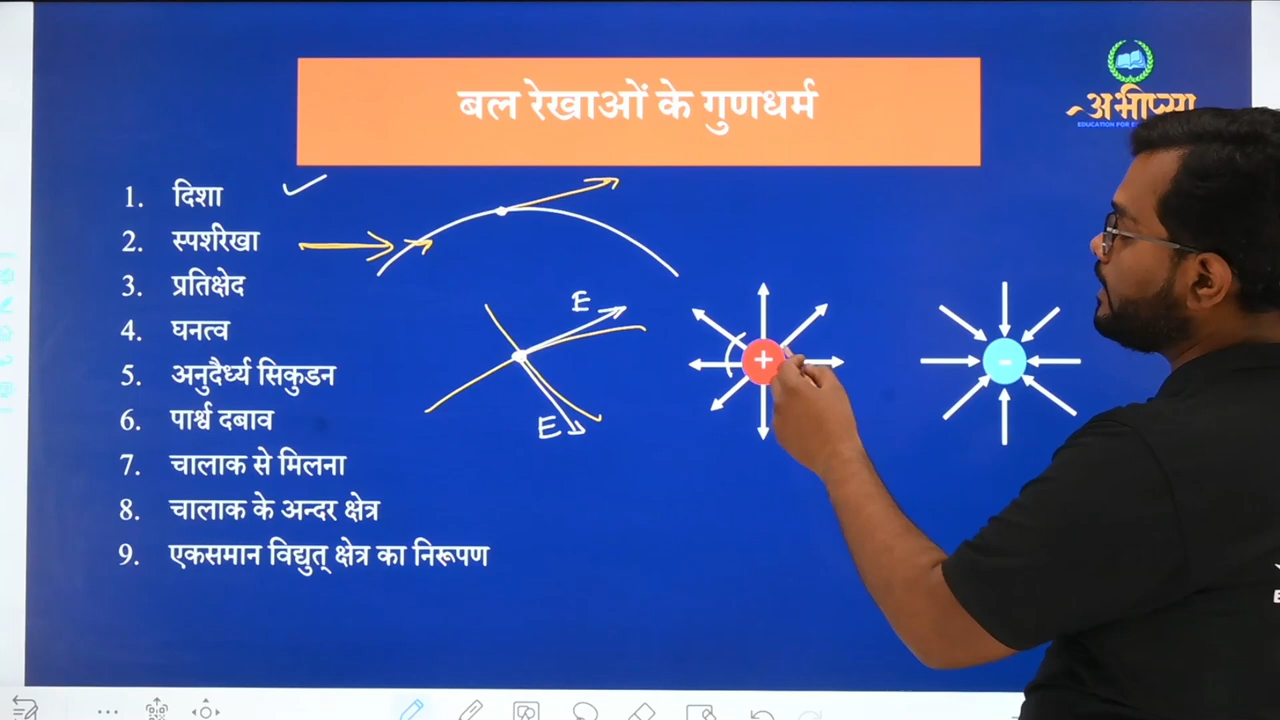 बल रेखाओं के गुणधर्म
अभीप्सा
1. दिशा
2. स्पर्शरेखा
3. प्रतिक्षेद
4. घनत्व
5. अनुदैर्ध्य सिकुडन
6. पार्श्व दबाव
7. चालाक से मिलना
8. चालाक के अन्दर क्षेत्र
9. एकसमान विद्युत् क्षेत्र का निरूपण
E
E
+
-